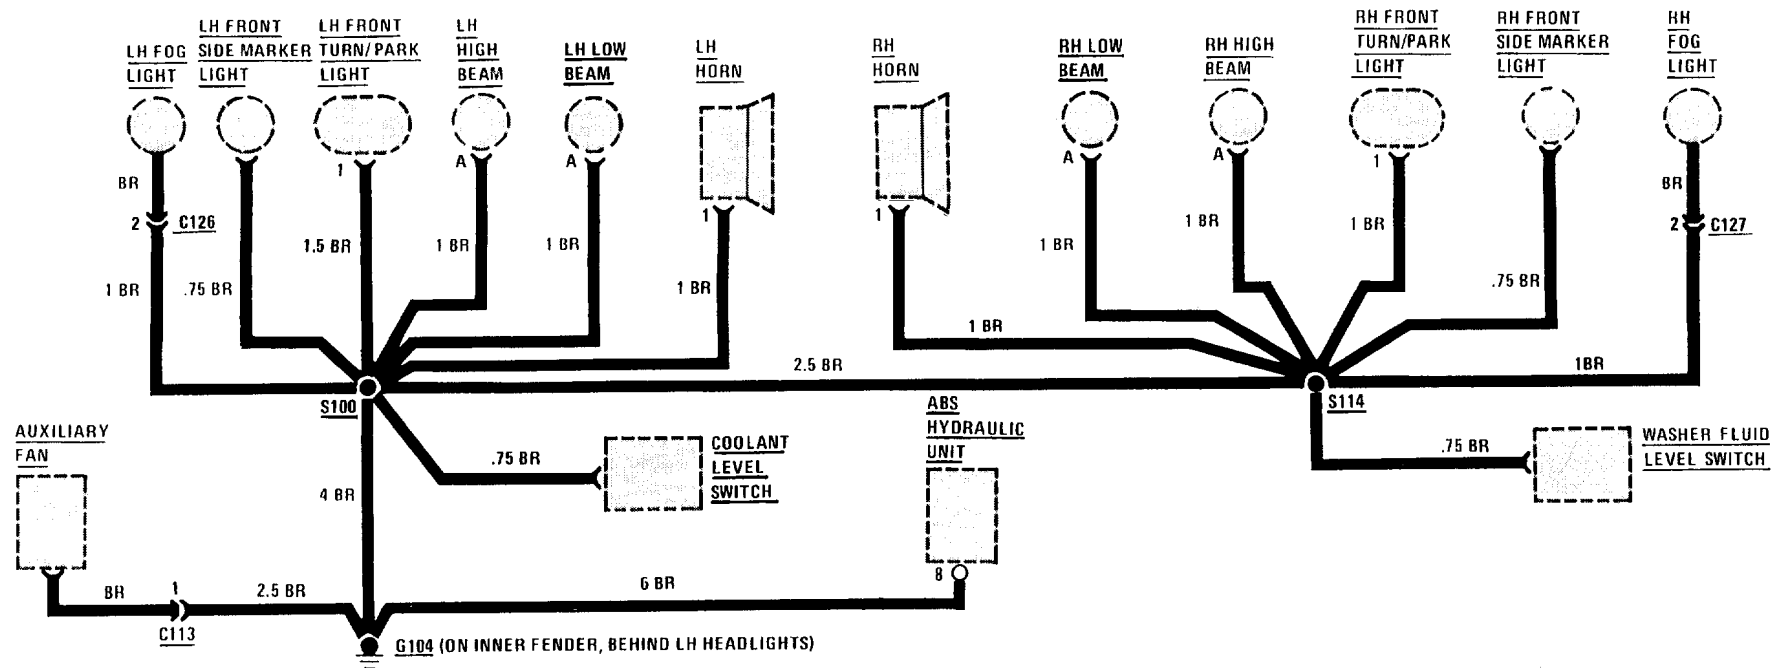 LH FOG
LIGHT
LH FRONT
SIDE MARKER
LIGHT
LH FRONT
TURN/PARK
LIGHT
LH
HIGH
BEAM
LH LOW
BEAM
LH
HORN
RH
HORN
RH LOW
BEAM
RH HIGH
BEAM
RH FRONT
TURN/PARK
LIGHT
RH FRONT
SIDE MARKER
LIGHT
RH
FOG
LIGHT
1
A
A
1
1
A
A
1
BR
2
C126
BR
2
C127
1 BR
.75 BR
1.5 BR
1 BR
1 BR
1 BR
1 BR
1 BR
1 BR
1 BR
.75 BR
1BR
2.5 BR
S100
S114
AUXILIARY
FAN
4 BR
.75 BR
COOLANT
LEVEL
SWITCH
ABS
HYDRAULIC
UNIT
.75 BR
WASHER FLUID
LEVEL SWITCH
BR
1
C113
2.5 BR
6 BR
8
G104 (ON INNER FENDER, BEHIND LH HEADLIGHTS)